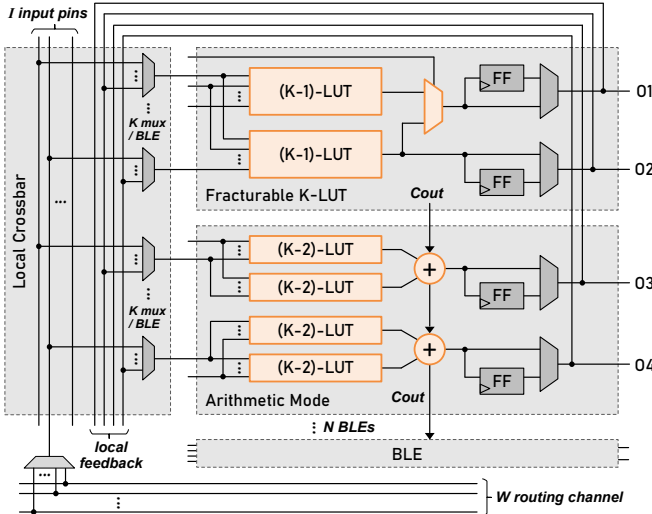 I input pins
Local Crossbar
K mux
/ BLE
(K-1)-LUT
(K-1)-LUT
FF
FF
O1
O2
Fracturable K-LUT
Cout
(K-2)-LUT
(K-2)-LUT
+
FF
O3
K mux
/ BLE
(K-2)-LUT
(K-2)-LUT
+
FF
O4
Arithmetic Mode
Cout
N BLEs
BLE
local
feedback
W routing channel